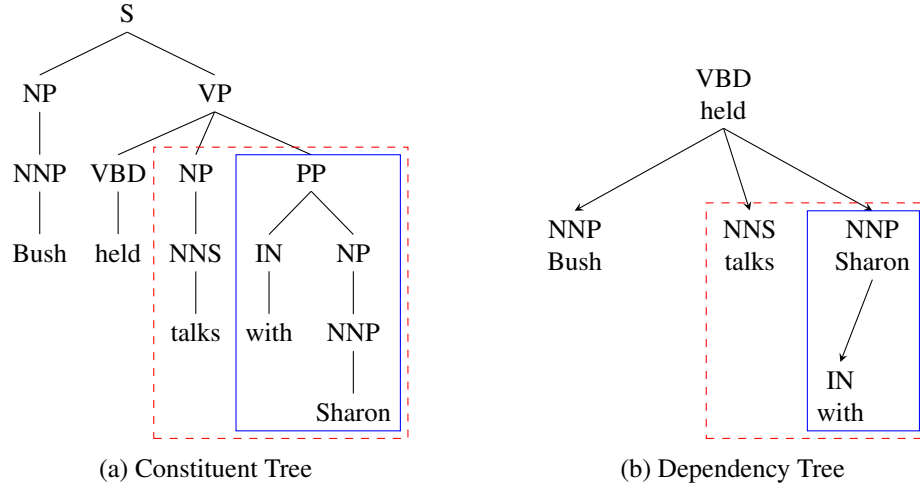 S
NP VP
NNP VBD NP PP
Bush held NNS IN NP
talks with NNP
Sharon
(a) Constituent Tree
VBD
held
NNP NNS NNP
Bush talks Sharon
IN
with
(b) Dependency Tree